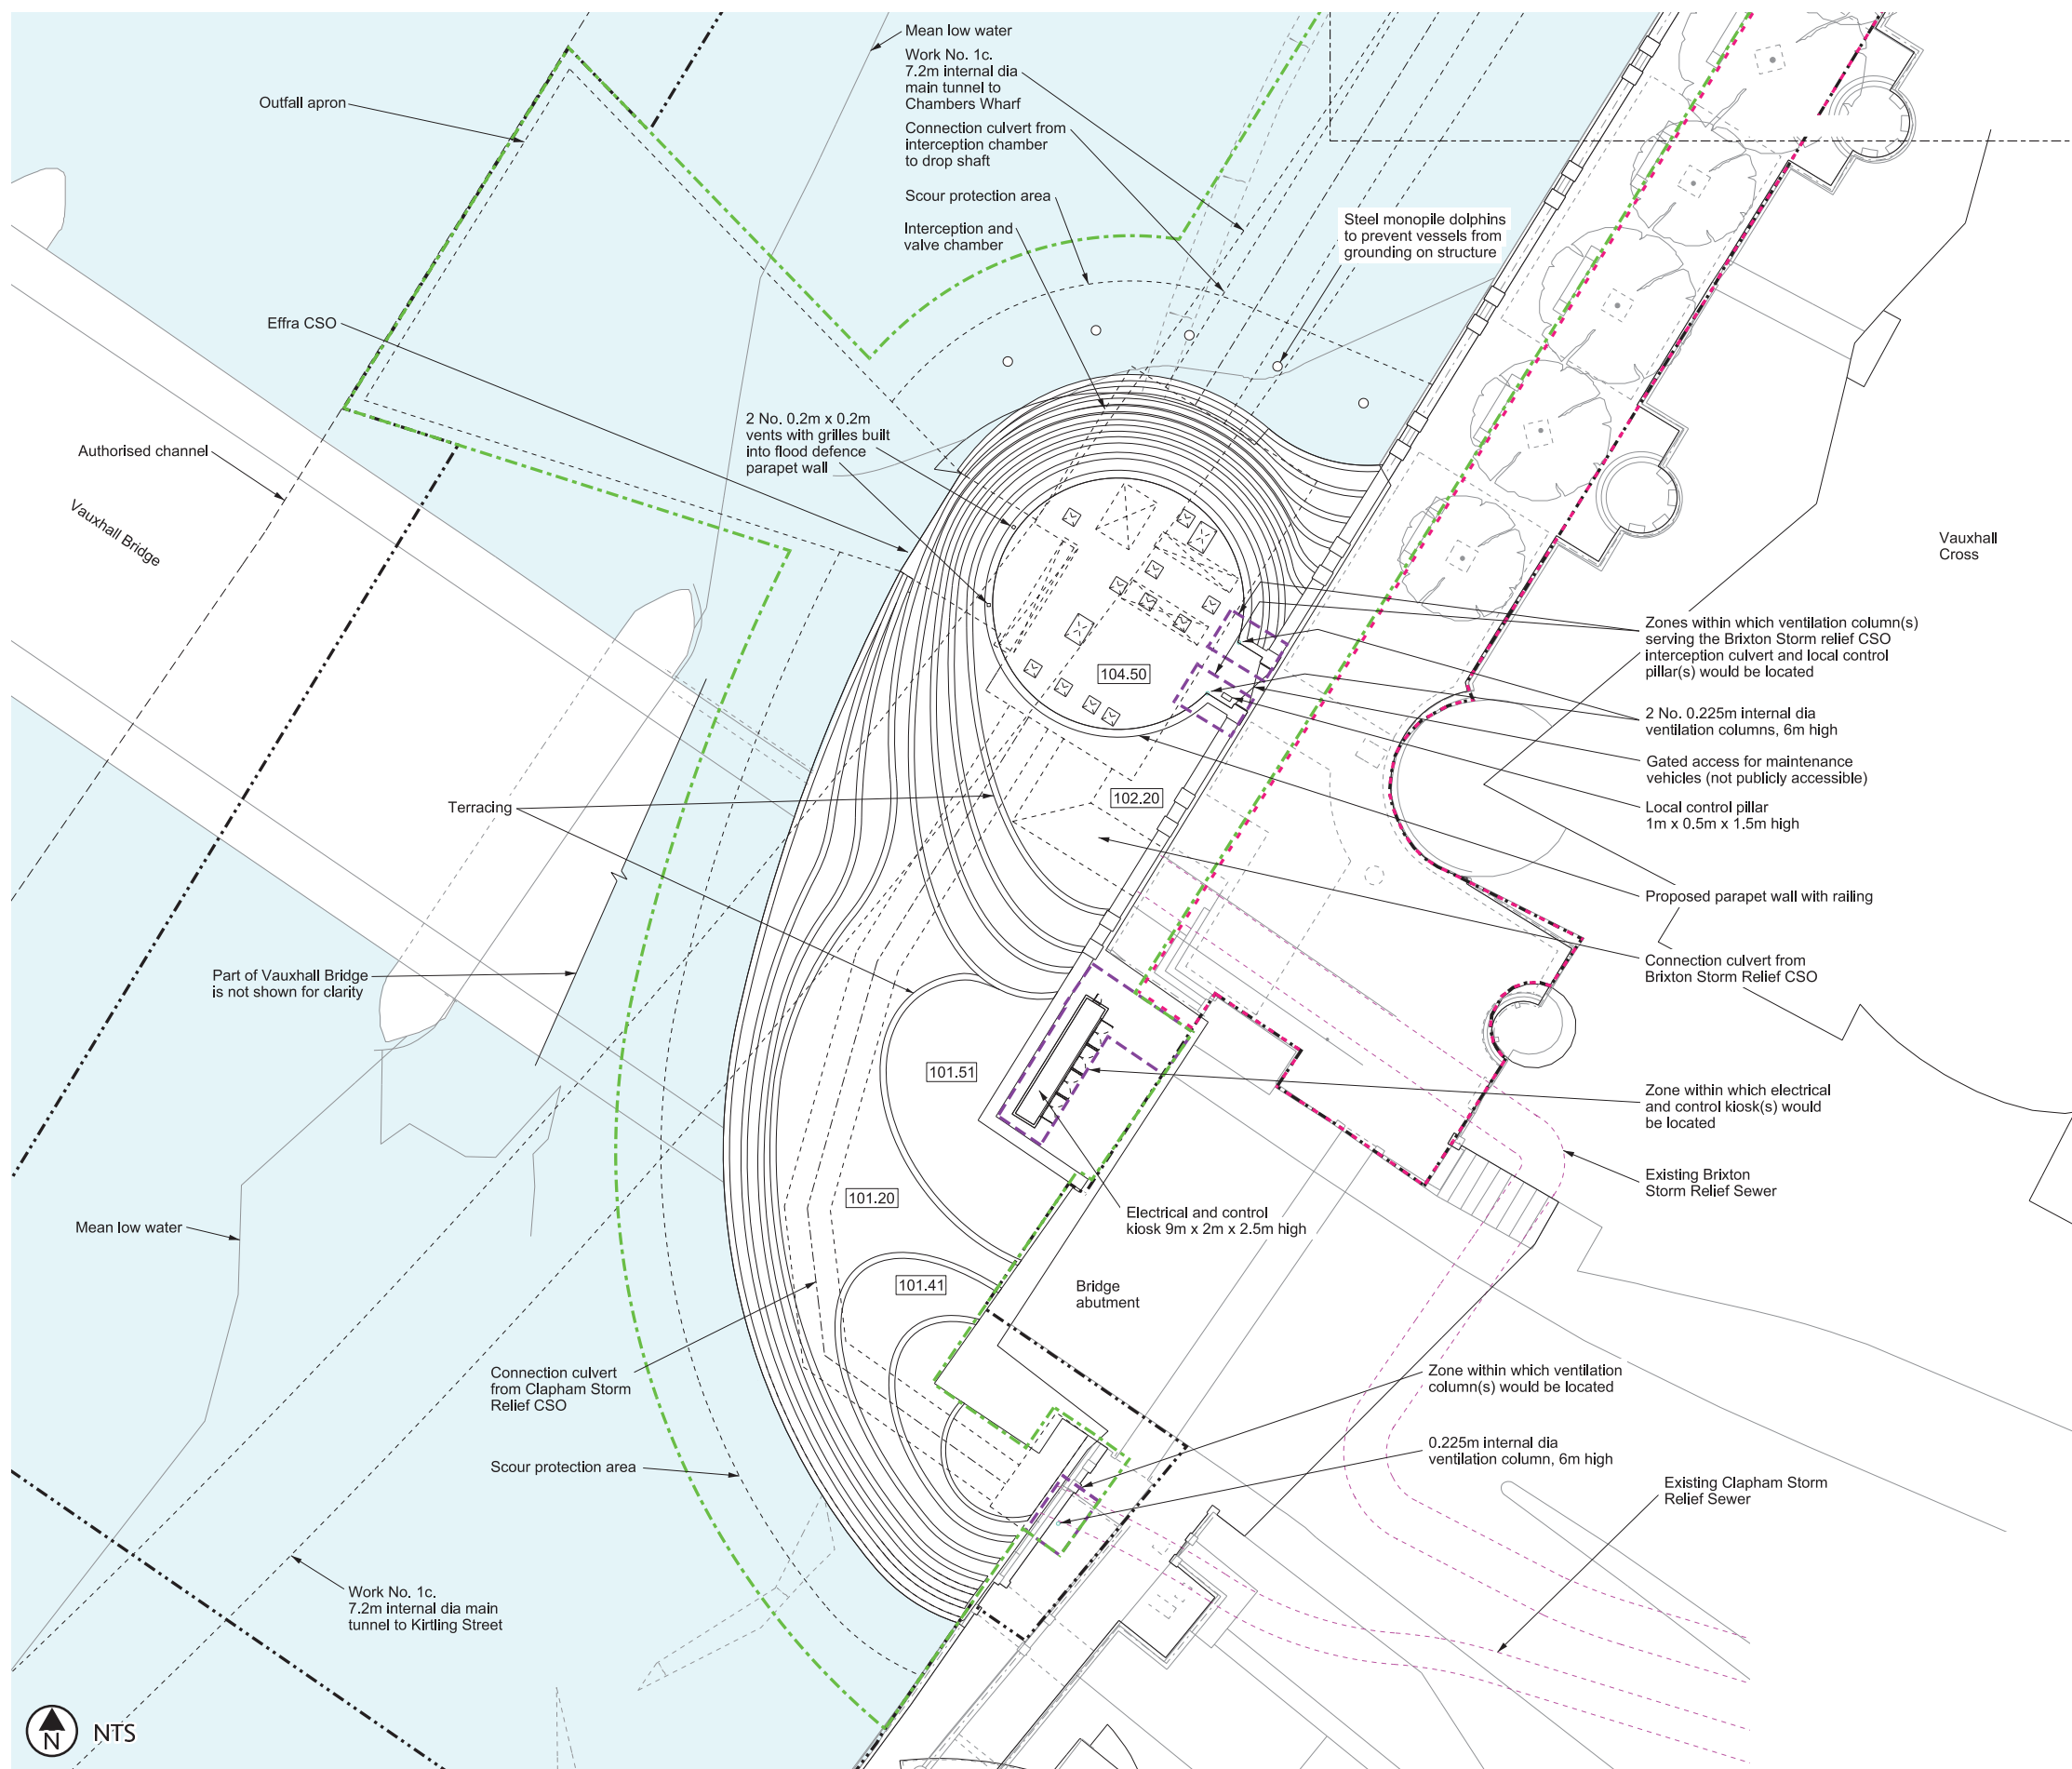 Mean low water
Work No. 1c.
7.2m internal dia
main tunnel to
Chambers Wharf
Outfall apron
Connection culvert from
interception chamber
to drop shaft
Scour protection area
Interception and
valve chamber
Steel monopile dolphins
to prevent vessels from
grounding on structure
Effra CSO
2 No. 0.2m x 0.2m
vents with grilles built
into flood defence
parapet wall
Authorised channel
Vauxhall Bridge
Vauxhall
Cross
Zones within which ventilation column(s)
serving the Brixton Storm relief CSO
interception culvert and local control
pillar(s) would be located
104.50
2 No. 0.225m internal dia
ventilation columns, 6m high
Gated access for maintenance
vehicles (not publicly accessible)
Local control pillar
1m x 0.5m x 1.5m high
102.20
Terracing
Proposed parapet wall with railing
Connection culvert from
Brixton Storm Relief CSO
Part of Vauxhall Bridge
is not shown for clarity
101.51
Zone within which electrical
and control kiosk(s) would
be located
Existing Brixton
Storm Relief Sewer
101.20
Mean low water
Electrical and control
kiosk 9m x 2m x 2.5m high
101.41
Bridge
abutment
Connection culvert
from Clapham Storm
Relief CSO
Zone within which ventilation
column(s) would be located
0.225m internal dia
ventilation column, 6m high
Scour protection area
Existing Clapham Storm
Relief Sewer
Work No. 1c.
7.2m internal dia main
tunnel to Kirtling Street
N
NTS